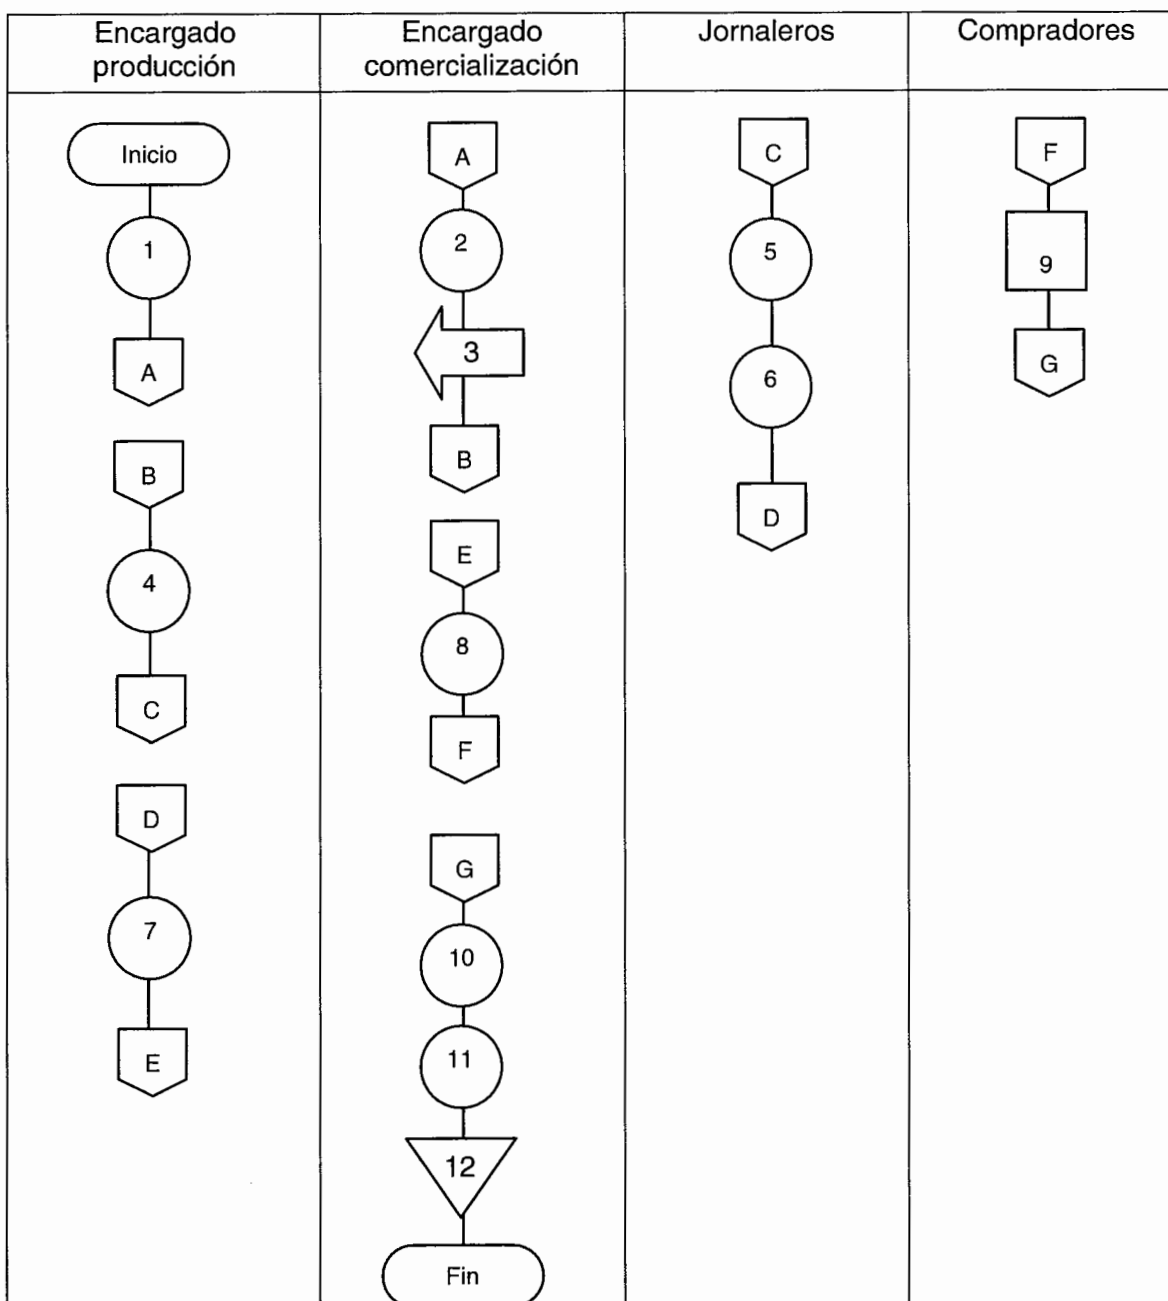 Encargado
producción
Encargado
comercialización
Jornaleros
Compradores
Inicio
1
A
B
4
C
D
7
E
A
2
3
B
E
8
F
G
10
11
12
Fin
C
5
6
D
F
9
G